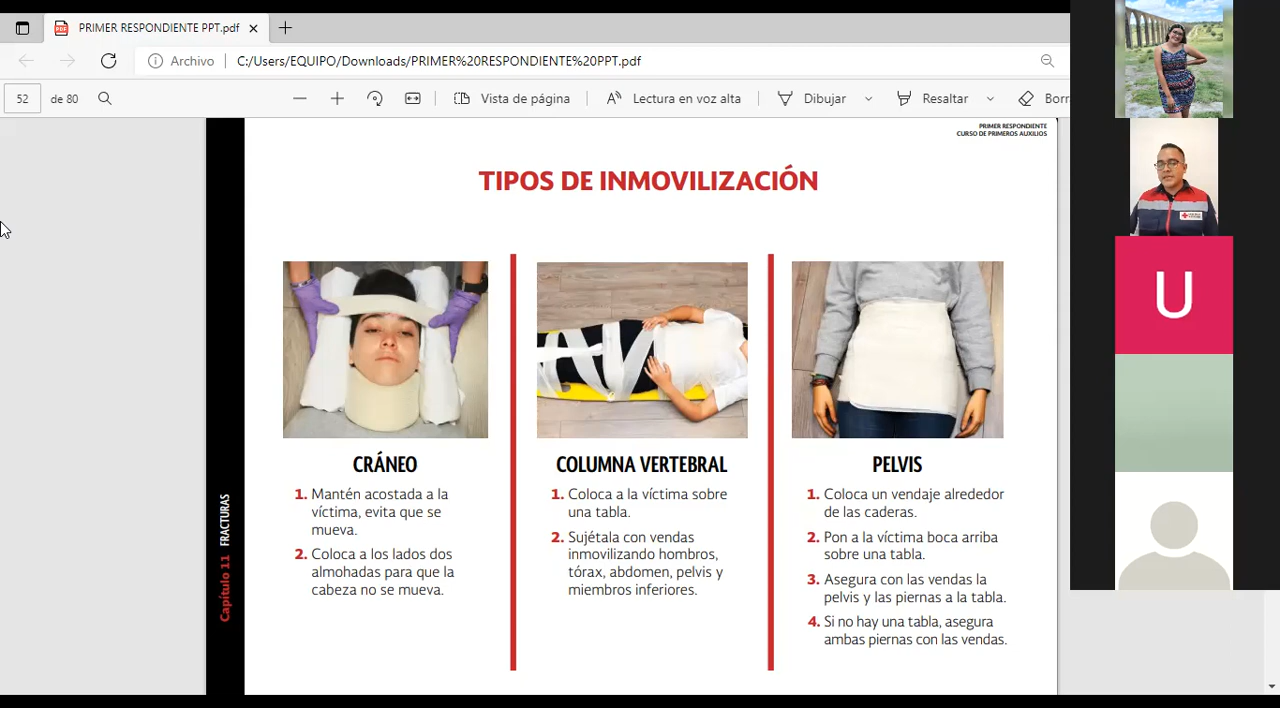 PRIMER RESPONDIENTE PPT.pdf
Archivo
C:/Users/EQUIPO/Downloads/PRIMER%20RESPONDIENTE%20PPT.pdf
52 de 80
Vista de página
Lectura en voz alta
Dibujar
Resaltar
Borr
PRIMER RESPONDIENTE
CURSO DE PRIMEROS AUXILIOS
TIPOS DE INMOVILIZACIÓN
CRÁNEO
1. Mantén acostada a la
víctima, evita que se
mueva.
2. Coloca a los lados dos
almohadas para que la
cabeza no se mueva.
COLUMNA VERTEBRAL
1. Coloca a la víctima sobre
una tabla.
2. Sujétala con vendas
inmovilizando hombros,
tórax, abdomen, pelvis y
miembros inferiores.
PELVIS
1. Coloca un vendaje alrededor
de las caderas.
2. Pon a la víctima boca arriba
sobre una tabla.
3. Asegura con las vendas la
pelvis y las piernas a la tabla.
4. Si no hay una tabla, asegura
ambas piernas con las vendas.
Capítulo 11 FRACTURAS
U